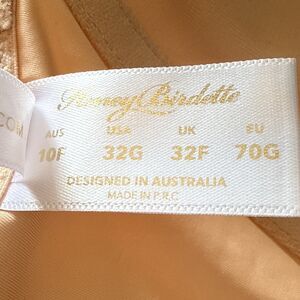 Honey Birdette
COM
AUS USA UK EU
10F 32G 32F 70G
DESIGNED IN AUSTRALIA
MADE IN P.R.C